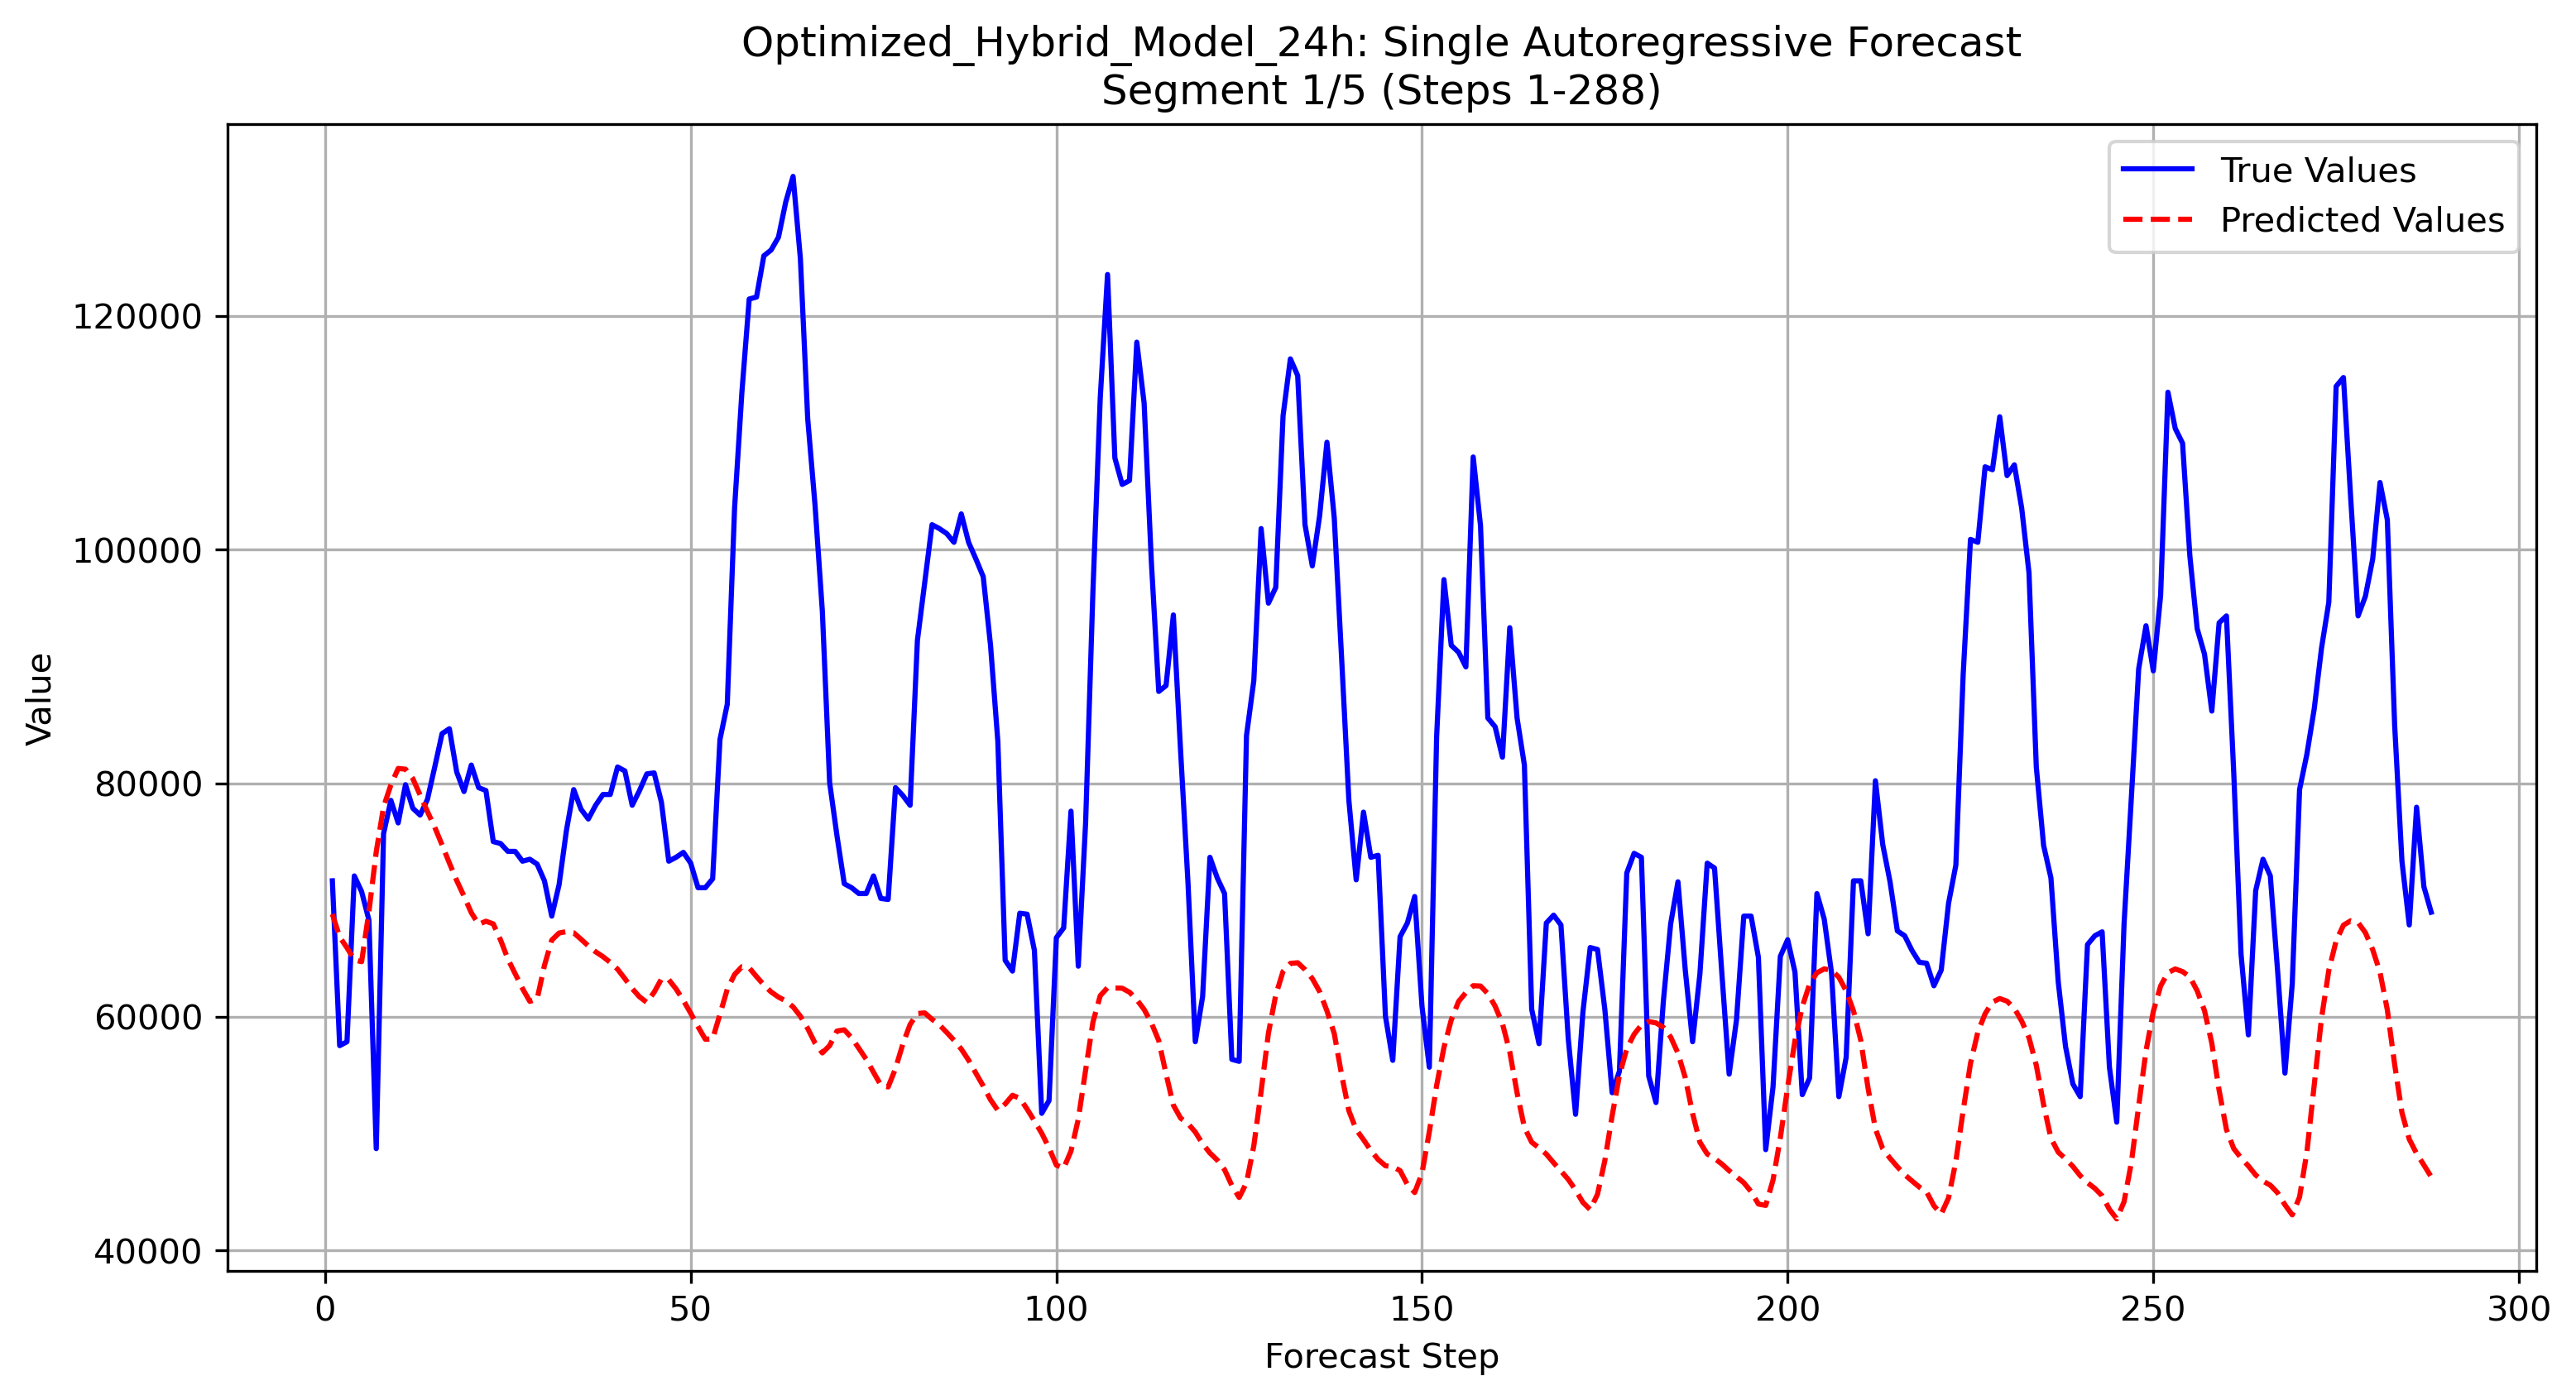 Optimized_Hybrid_Model_24h: Single Autoregressive Forecast
Segment 1/5 (Steps 1-288)
True Values
Predicted Values
120000
100000
80000
60000
40000
Value
0
50
100
150
200
250
300
Forecast Step